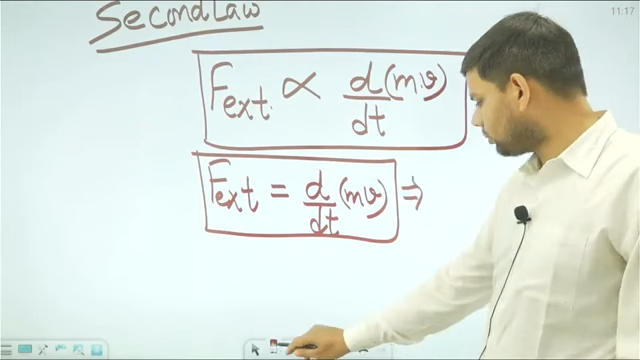 Second Law
11:17
Fext. ∝ d/dt (mv)
Fext = d/dt (mv) ⇒